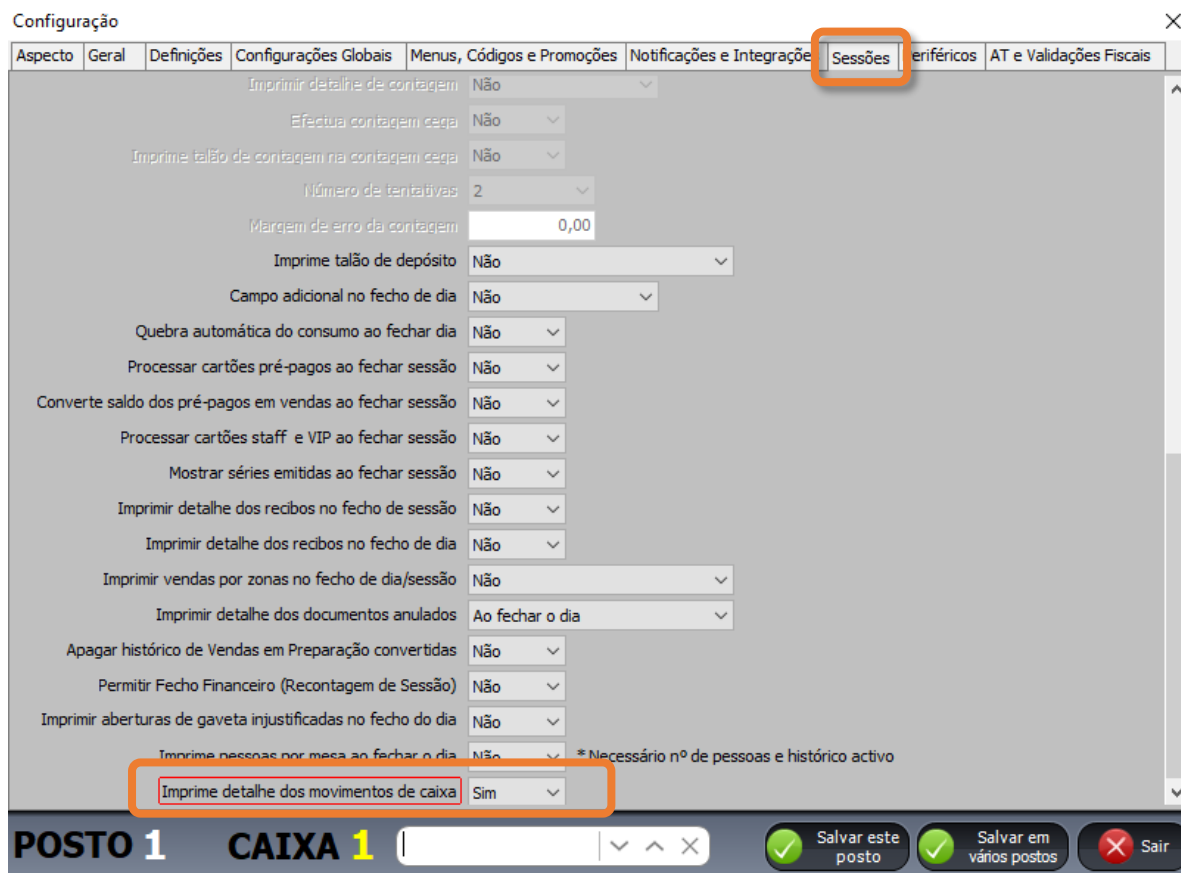 Configuração
Aspecto Geral Definições Configurações Globais Menus, Códigos e Promoções Notificações e Integraçõe Sessões eriféricos AT e Validações Fiscais
Imprimir detalhe de contagem Não
Efectua contagem cega Não
Imprime talão de contagem na contagem cega Não
Número de tentativas 2
Margem de erro da contagem 0,00
Imprime talão de depósito Não
Campo adicional no fecho de dia Não
Quebra automática do consumo ao fechar dia Não
Processar cartões pré-pagos ao fechar sessão Não
Converte saldo dos pré-pagos em vendas ao fechar sessão Não
Processar cartões staff e VIP ao fechar sessão Não
Mostrar séries emitidas ao fechar sessão Não
Imprimir detalhe dos recibos no fecho de sessão Não
Imprimir detalhe dos recibos no fecho de dia Não
Imprimir vendas por zonas no fecho de dia/sessão Não
Imprimir detalhe dos documentos anulados Ao fechar o dia
Apagar histórico de Vendas em Preparação convertidas Não
Permitir Fecho Financeiro (Recontagem de Sessão) Não
Imprimir aberturas de gaveta injustificadas no fecho do dia Não
Imprime pessoas por mesa ao fechar o dia Não * Necessário nº de pessoas e histórico activo
Imprime detalhe dos movimentos de caixa Sim
POSTO 1 CAIXA 1 Salvar este posto Salvar em vários postos Sair